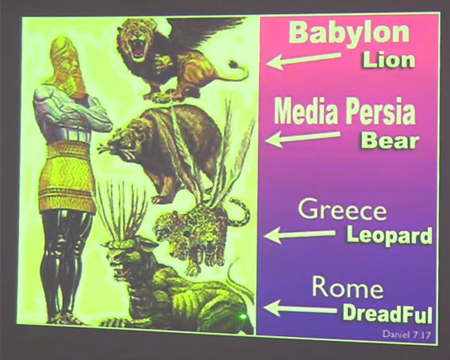 Babylon
Lion
Media Persia
Bear
Greece
Leopard
Rome
DreadFul
Daniel 7:17